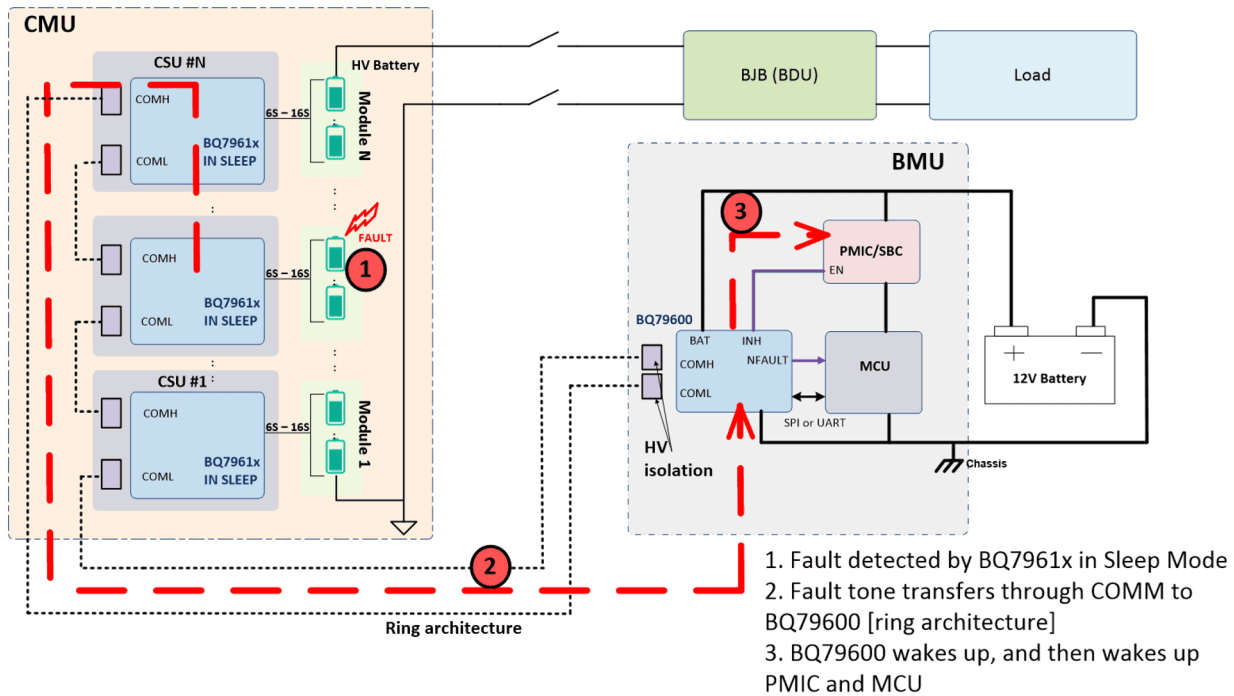 CMU
CSU #N
COMH
COML
BQ7961x
IN SLEEP
6S – 16S
HV Battery
Module N
BJB (BDU)
Load
COMH
COML
BQ7961x
IN SLEEP
6S – 16S
FAULT
1
CSU #1
COMH
COML
BQ7961x
IN SLEEP
6S – 16S
Module 1
BMU
3
PMIC/SBC
EN
BQ79600
BAT
INH
NFAULT
COMH
COML
MCU
SPI or UART
HV
isolation
12V Battery
Chassis
2
Ring architecture
1. Fault detected by BQ7961x in Sleep Mode
2. Fault tone transfers through COMM to
BQ79600 [ring architecture]
3. BQ79600 wakes up, and then wakes up
PMIC and MCU